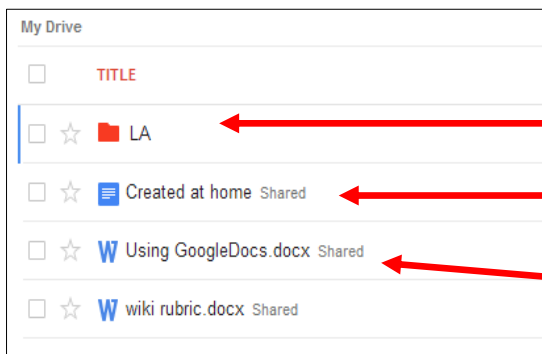 My Drive
TITLE
LA
Created at home Shared
Using GoogleDocs.docx Shared
wiki rubric.docx Shared